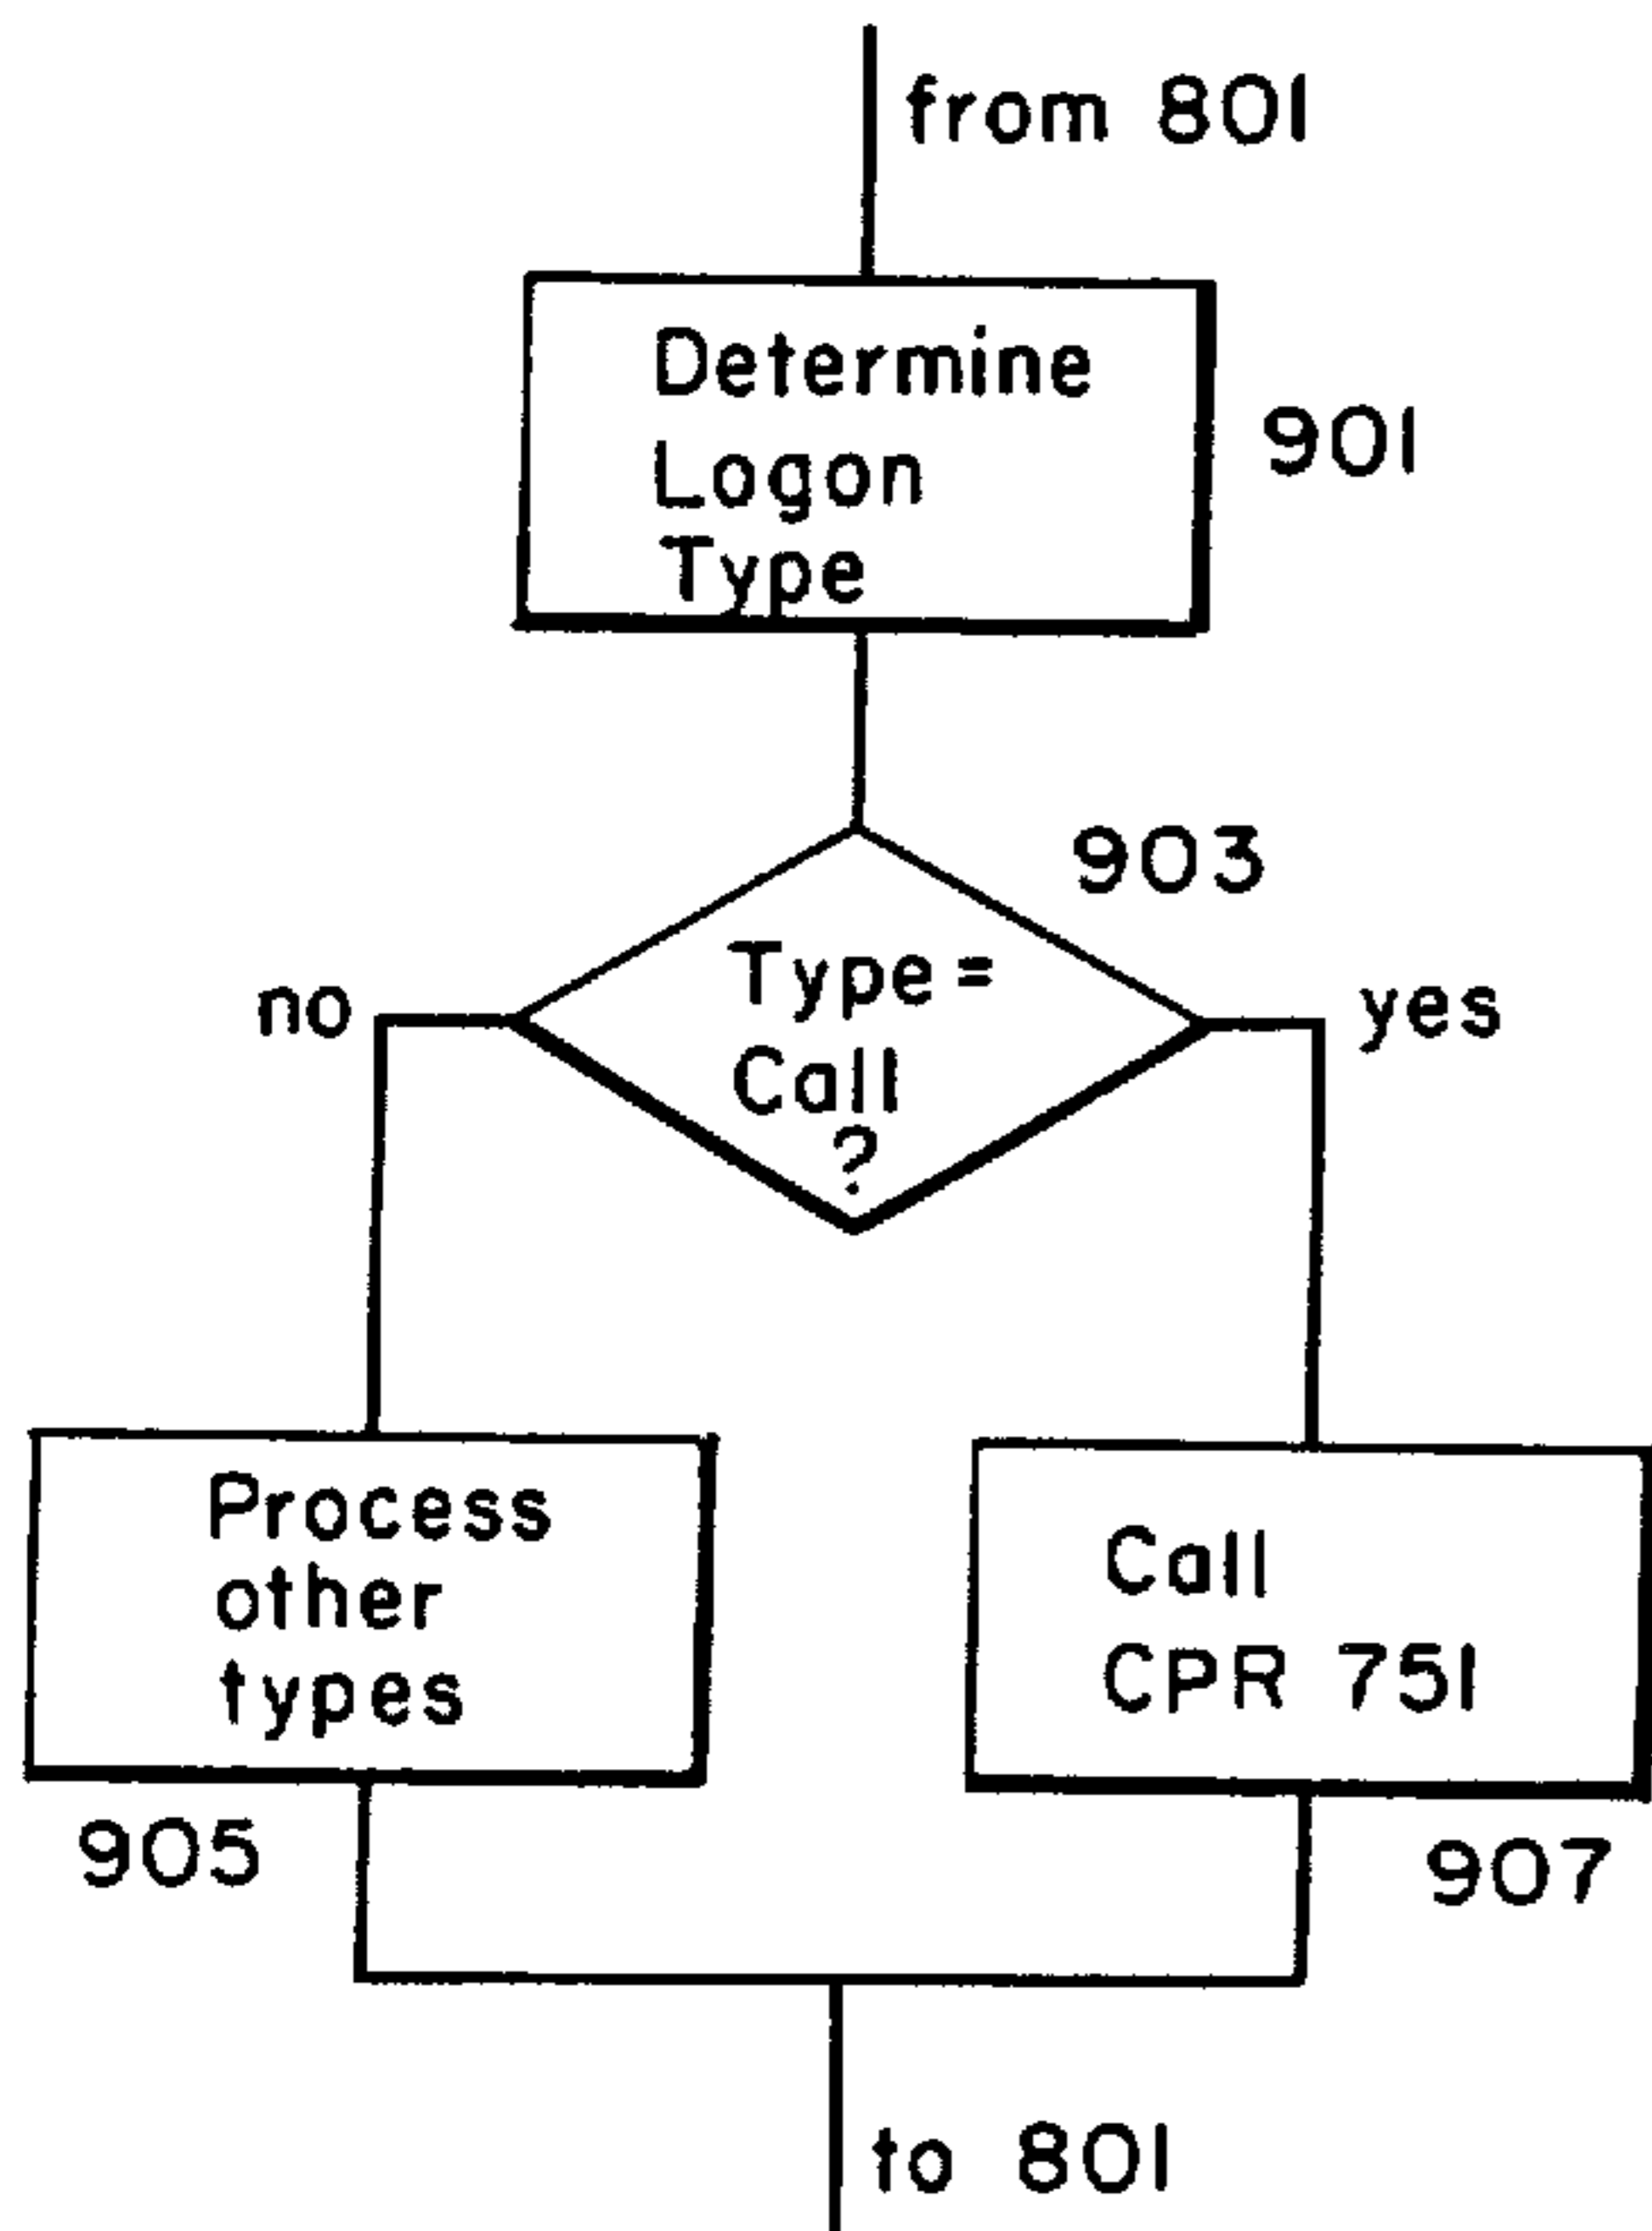 from 801
Determine
Logon
Type
901
903
Type =
Call
?
no
yes
Process
other
types
905
Call
CPR 751
907
to 801